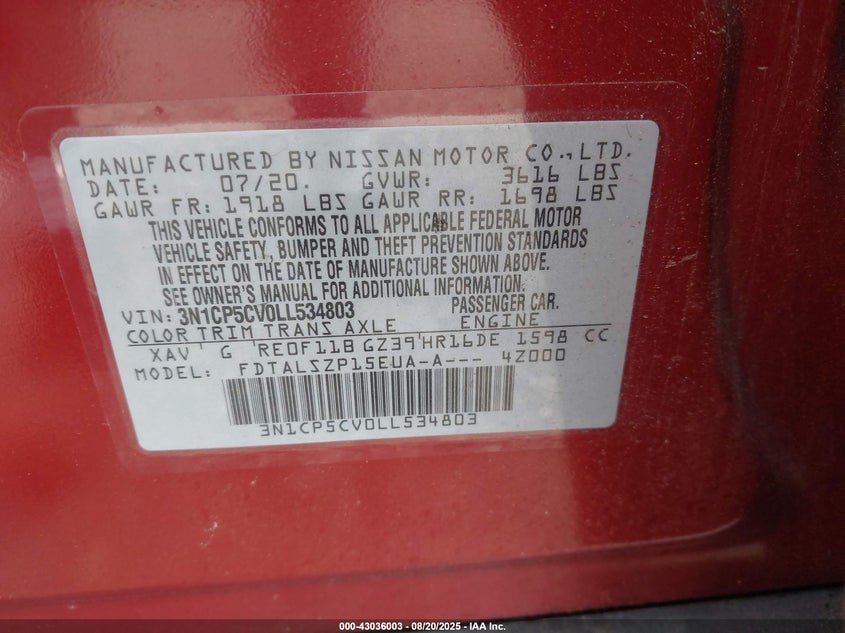 MANUFACTURED BY NISSAN MOTOR CO., LTD.
DATE: 07/20. GVWR: 3616 LBS
GAWR FR: 1918 LBS GAWR RR: 1698 LBS
THIS VEHICLE CONFORMS TO ALL APPLICABLE FEDERAL MOTOR
VEHICLE SAFETY, BUMPER AND THEFT PREVENTION STANDARDS
IN EFFECT ON THE DATE OF MANUFACTURE SHOWN ABOVE.
SEE OWNER'S MANUAL FOR ADDITIONAL INFORMATION.
VIN: 3N1CP5CV0LL534803 PASSENGER CAR.
COLOR TRIM TRANS AXLE ENGINE
XAV G RE0F11B GZ39 HR16DE 1598 CC
MODEL: FDTALSZP15EUA-A--- 4Z000
3N1CP5CV0LL534803
000-43036003 | 08/20/2025 | IAA Inc.